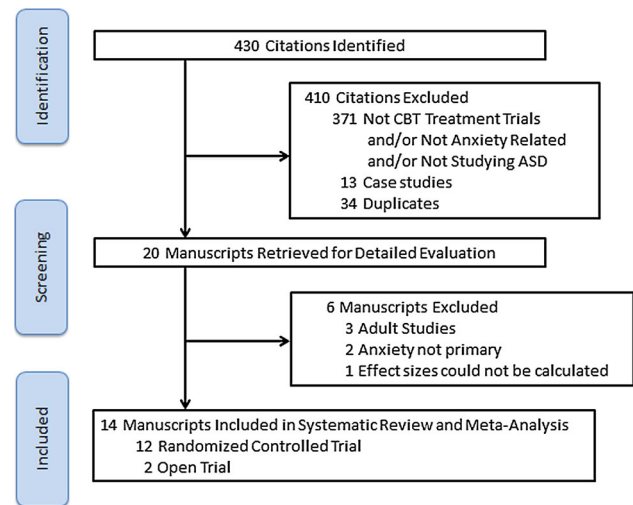 Identification
430 Citations Identified
410 Citations Excluded
371 Not CBT Treatment Trials
and/or Not Anxiety Related
and/or Not Studying ASD
13 Case studies
34 Duplicates
Screening
20 Manuscripts Retrieved for Detailed Evaluation
6 Manuscripts Excluded
3 Adult Studies
2 Anxiety not primary
1 Effect sizes could not be calculated
Included
14 Manuscripts Included in Systematic Review and Meta-Analysis
12 Randomized Controlled Trial
2 Open Trial